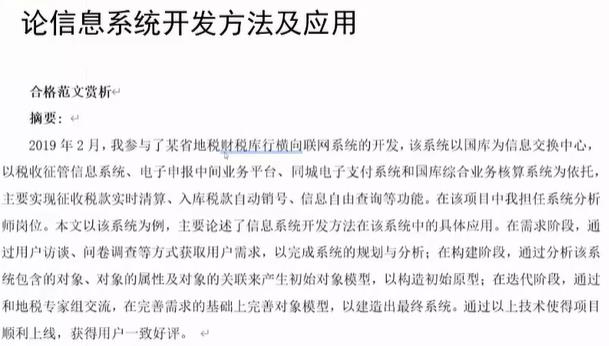 论信息系统开发方法及应用
合格范文赏析
摘要：
2019 年 2 月，我参与了某省地税财税库行横向联网系统的开发，该系统以国库为信息交换中心，
以税收征管信息系统、电子申报中间业务平台、同城电子支付系统和国库综合业务核算系统为依托，
主要实现征收税款实时清算、入库税款自动销号、信息自由查询等功能。在该项目中我担任系统分析
师岗位。本文以该系统为例，主要论述了信息系统开发方法在该系统中的具体应用。在需求阶段，通
过用户访谈、问卷调查等方式获取用户需求，以完成系统的规划与分析；在构建阶段，通过分析该系
统包含的对象、对象的属性及对象的关联来产生初始对象模型，以构造初始原型；在迭代阶段，通过
和地税专家组交流，在完善需求的基础上完善对象模型，以建造出最终系统。通过以上技术使得项目
顺利上线，获得用户一致好评。